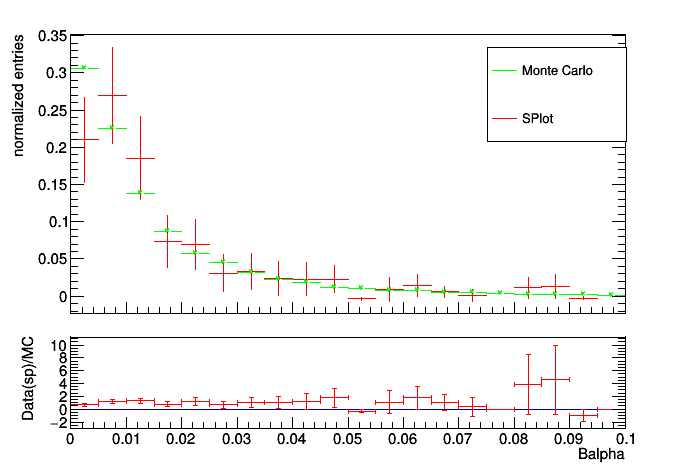 normalized entries
0.35
0.3
0.25
0.2
0.15
0.1
0.05
0
Monte Carlo
SPlot
Data(sp)/MC
10
8
6
4
2
0
−2
0 0.01 0.02 0.03 0.04 0.05 0.06 0.07 0.08 0.09 0.1
Balpha